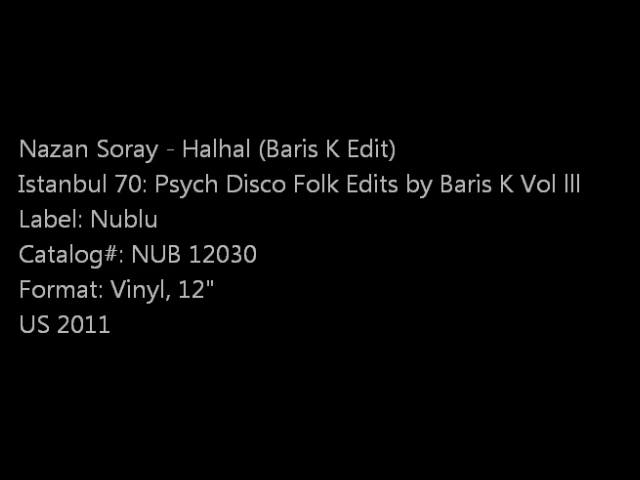 Nazan Soray - Halhal (Baris K Edit)
Istanbul 70: Psych Disco Folk Edits by Baris K Vol lll
Label: Nublu
Catalog#: NUB 12030
Format: Vinyl, 12"
US 2011